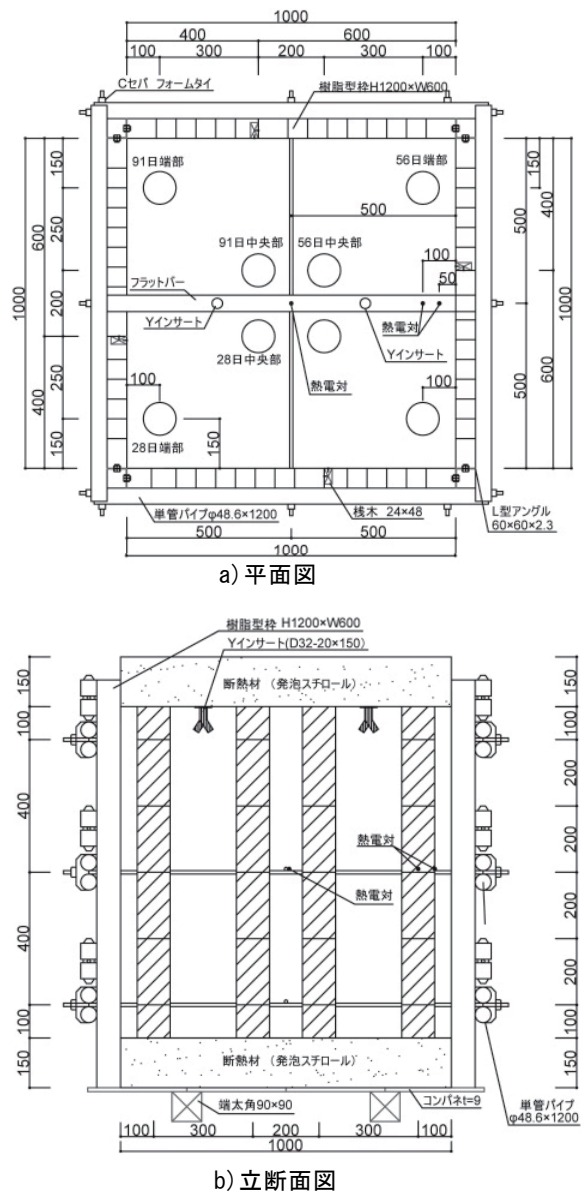 1000
400
600
100
300
200
300
100
Cセパ フォームタイ
樹脂型枠H1200×W600
91日端部
56日端部
150
150
500
600
250
91日中央部
56日中央部
500
400
100
50
フラットバー
1000
200
1000
Yインサート
熱電対
Yインサート
28日中央部
熱電対
250
400
100
100
500
600
150
150
28日端部
単管パイプφ48.6×1200
桟木 24×48
L型アングル
60×60×2.3
500
500
1000
a) 平面図
樹脂型枠 H1200×W600
Yインサート(D32-20×150)
150
断熱材 (発泡スチロール)
150
100
100
200
400
200
熱電対
熱電対
200
400
200
100
100
150
断熱材 (発泡スチロール)
150
コンパネt=9
端太角90×90
単管パイプ
φ48.6×1200
100
300
200
300
100
1000
b) 立断面図